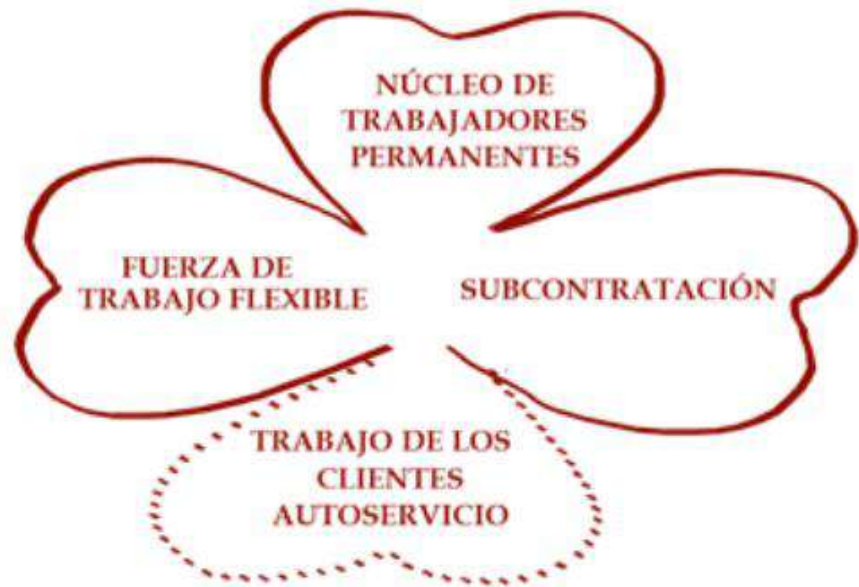 NÚCLEO DE
TRABAJADORES
PERMANENTES
FUERZA DE
TRABAJO FLEXIBLE
SUBCONTRATACIÓN
TRABAJO DE LOS
CLIENTES
AUTOSERVICIO